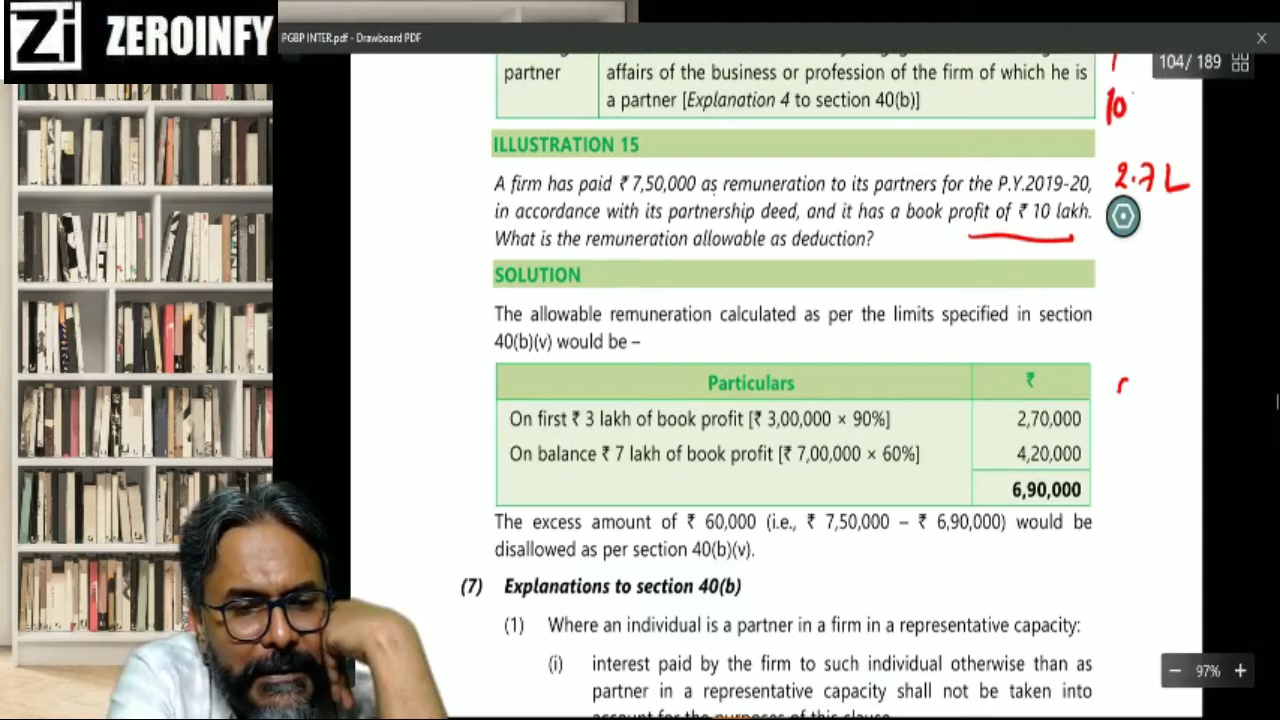 Zi ZEROINFY
PGBP INTER.pdf - Drawboard PDF
104/ 189
partner
affairs of the business or profession of the firm of which he is
a partner [Explanation 4 to section 40(b)]
10
ILLUSTRATION 15
A firm has paid ₹ 7,50,000 as remuneration to its partners for the P.Y.2019-20,
in accordance with its partnership deed, and it has a book profit of ₹ 10 lakh.
What is the remuneration allowable as deduction?
2.7 L
SOLUTION
The allowable remuneration calculated as per the limits specified in section
40(b)(v) would be –
Particulars ₹
On first ₹ 3 lakh of book profit [₹ 3,00,000 × 90%] 2,70,000
On balance ₹ 7 lakh of book profit [₹ 7,00,000 × 60%] 4,20,000
6,90,000
The excess amount of ₹ 60,000 (i.e., ₹ 7,50,000 – ₹ 6,90,000) would be
disallowed as per section 40(b)(v).
(7) Explanations to section 40(b)
(1) Where an individual is a partner in a firm in a representative capacity:
(i) interest paid by the firm to such individual otherwise than as
partner in a representative capacity shall not be taken into
account for the purposes of this clause
97%